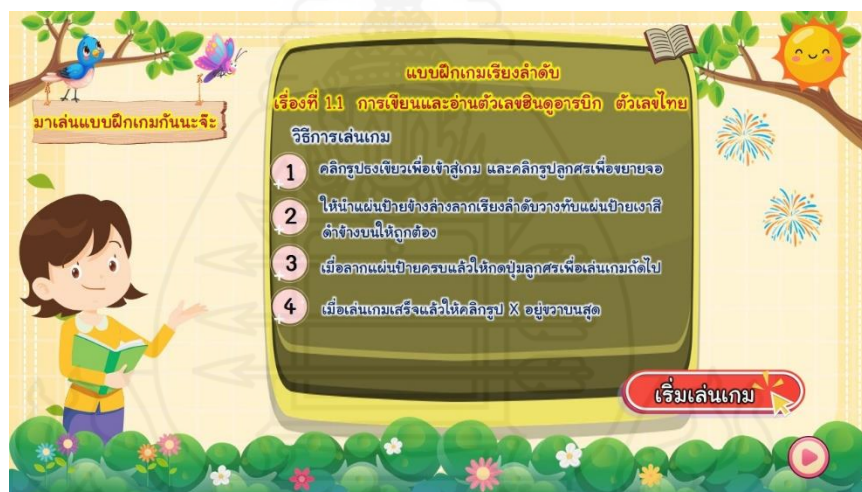 แบบฝึกเกมเรียงลำดับ
เรื่องที่ 1.1 การเขียนและอ่านตัวเลขฮินดูอารบิก ตัวเลขไทย
มาเล่นแบบฝึกเกมกันนะจ๊ะ
วิธีการเล่นเกม
1 คลิกรูปธงเขียวเพื่อเข้าสู่เกม และคลิกรูปลูกศรเพื่อขยายจอ
2 ให้นำแผ่นป้ายข้างล่างลากเรียงลำดับวางทับแผ่นป้ายเงาสี
ดำข้างบนให้ถูกต้อง
3 เมื่อลากแผ่นป้ายครบแล้วให้กดปุ่มลูกศรเพื่อเล่นเกมถัดไป
4 เมื่อเล่นเกมเสร็จแล้วให้คลิกรูป X อยู่ขวาบนสุด
เริ่มเล่นเกม